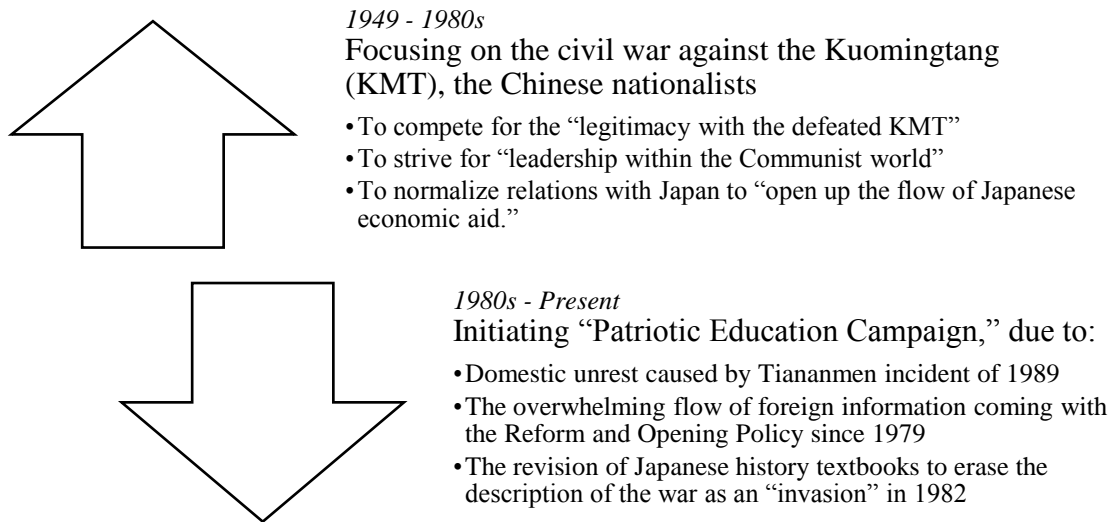 1949 - 1980s
Focusing on the civil war against the Kuomingtang
(KMT), the Chinese nationalists
•To compete for the “legitimacy with the defeated KMT”
•To strive for “leadership within the Communist world”
•To normalize relations with Japan to “open up the flow of Japanese
economic aid.”
1980s - Present
Initiating “Patriotic Education Campaign,” due to:
•Domestic unrest caused by Tiananmen incident of 1989
•The overwhelming flow of foreign information coming with
the Reform and Opening Policy since 1979
•The revision of Japanese history textbooks to erase the
description of the war as an “invasion” in 1982